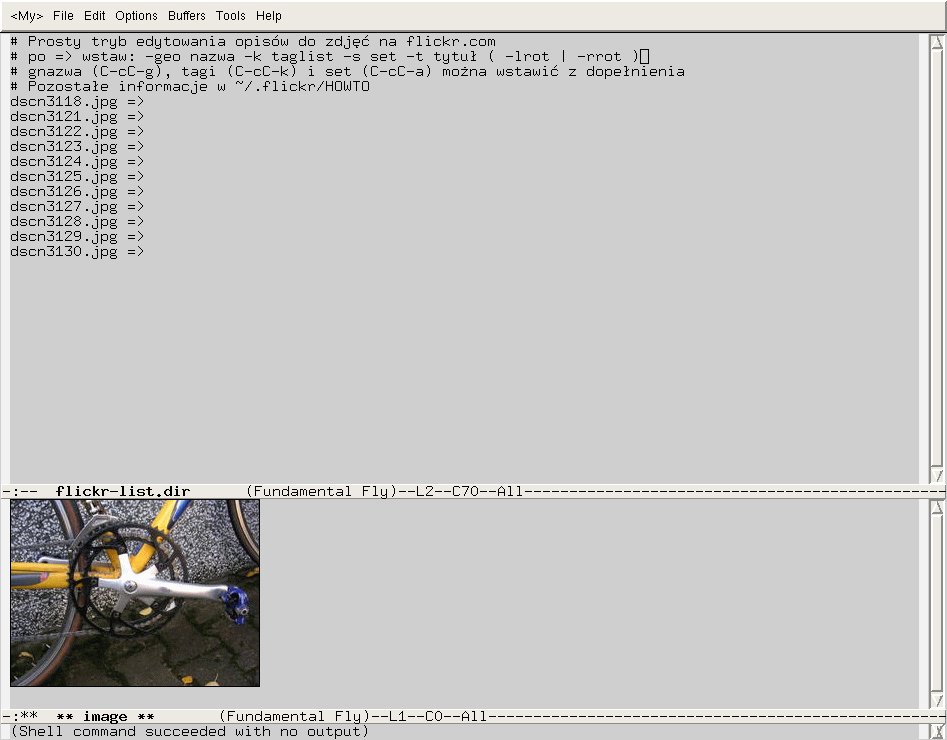 <My> File Edit Options Buffers Tools Help
# Prosty tryb edytowania opisów do zdjęć na flickr.com
# po => wstaw: -geo nazwa -k taglist -s set -t tytuł ( -lrot | -rrot )
# gnazwa (C-cC-g), tagi (C-cC-k) i set (C-cC-a) można wstawić z dopełnienia
# Pozostałe informacje w ~/.flickr/HOWTO
dscn3118.jpg =>
dscn3121.jpg =>
dscn3122.jpg =>
dscn3123.jpg =>
dscn3124.jpg =>
dscn3125.jpg =>
dscn3126.jpg =>
dscn3127.jpg =>
dscn3128.jpg =>
dscn3129.jpg =>
dscn3130.jpg =>
-:-- flickr-list.dir (Fundamental Fly)--L2--C70--All----------------------------------------------
-:** ** image ** (Fundamental Fly)--L1--C0--All--------------------------------------------------
(Shell command succeeded with no output)